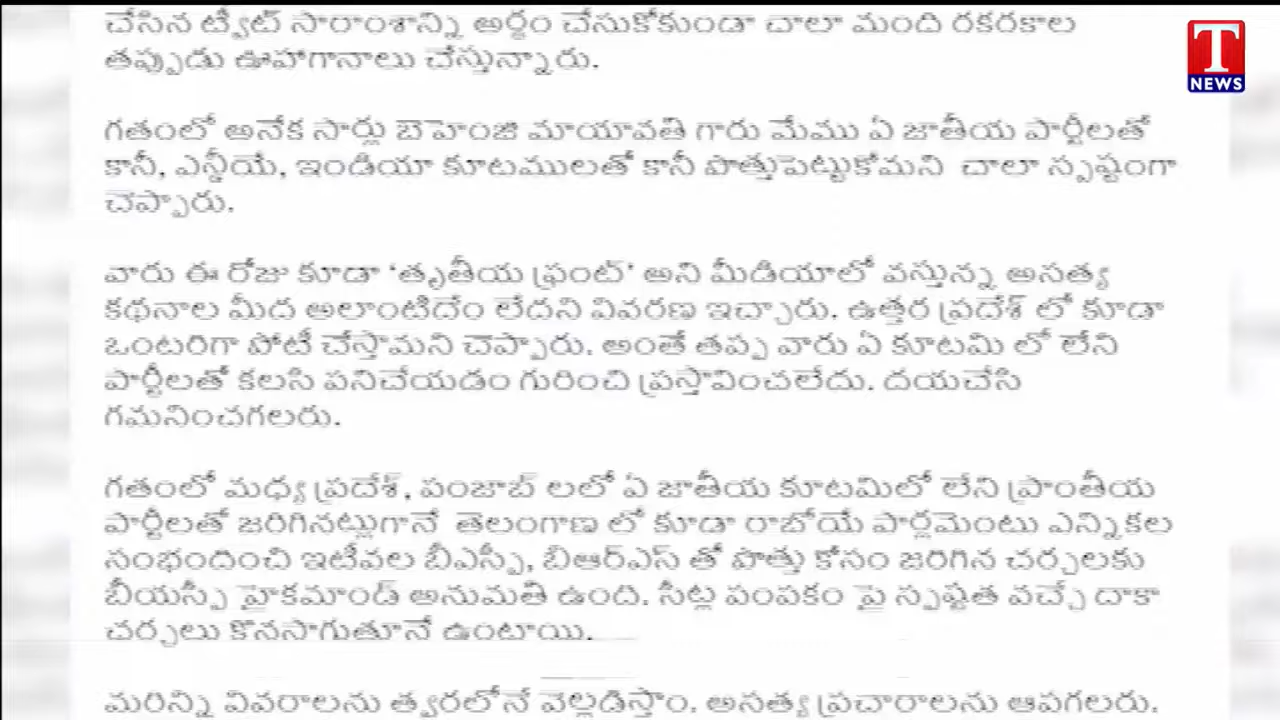 చేసిన ట్వీట్ సారాంశాన్ని అర్థం చేసుకోకుండా చాలా మంది రకరకాల
తప్పుడు ఊహాగానాలు చేస్తున్నారు.
గతంలో అనేక సార్లు బెహెంజి మాయావతి గారు మేము ఏ జాతీయ పార్టీలతో
కానీ, ఎన్డీయే, ఇండియా కూటములతో కానీ పొత్తుపెట్టుకోమని చాలా స్పష్టంగా
చెప్పారు.
వారు ఈ రోజు కూడా ‘తృతీయ ఫ్రంట్’ అని మీడియాలో వస్తున్న అసత్య
కథనాల మీద అలాంటిదేం లేదని వివరణ ఇచ్చారు. ఉత్తర ప్రదేశ్ లో కూడా
ఒంటరిగా పోటీ చేస్తామని చెప్పారు. అంతే తప్ప వారు ఏ కూటమి లో లేని
పార్టీలతో కలసి పనిచేయడం గురించి ప్రస్తావించలేదు. దయచేసి
గమనించగలరు.
గతంలో మధ్య ప్రదేశ్, పంజాబ్ లలో ఏ జాతీయ కూటమిలో లేని ప్రాంతీయ
పార్టీలతో జరిగినట్లుగానే తెలంగాణ లో కూడా రాబోయే పార్లమెంటు ఎన్నికల
సంభందించి ఇటీవల బీఎస్పీ, బిఆర్ఎస్ తో పొత్తు కోసం జరిగిన చర్చలకు
బీయస్పీ హైకమాండ్ అనుమతి ఉంది. సీట్ల పంపకం పై స్పష్టత వచ్చే దాకా
చర్చలు కొనసాగుతూనే ఉంటాయి.
మరిన్ని వివరాలను త్వరలోనే వెల్లడిస్తాం. అసత్య ప్రచారాలను ఆపగలరు.
T
NEWS